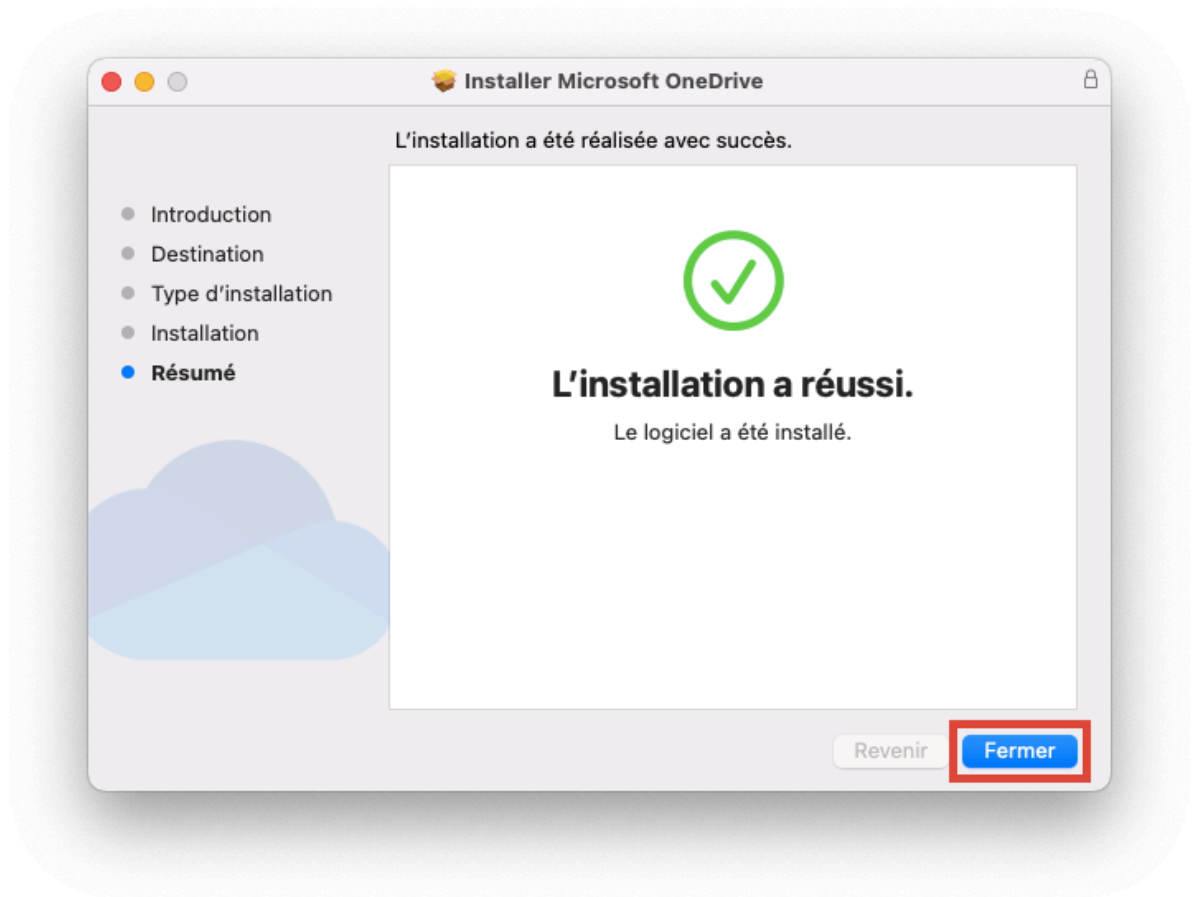 Installer Microsoft OneDrive
L’installation a été réalisée avec succès.
Introduction
Destination
Type d’installation
Installation
Résumé
L’installation a réussi.
Le logiciel a été installé.
Revenir
Fermer